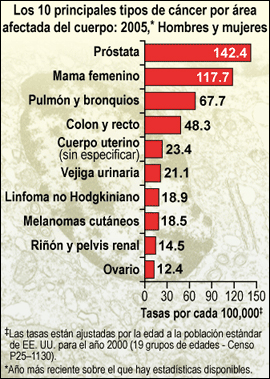 Los 10 principales tipos de cáncer por área
afectada del cuerpo: 2005,* Hombres y mujeres
Próstata 142.4
Mama femenino 117.7
Pulmón y bronquios 67.7
Colon y recto 48.3
Cuerpo uterino
(sin especificar) 23.4
Vejiga urinaria 21.1
Linfoma no Hodgkiniano 18.9
Melanomas cutáneos 18.5
Riñón y pelvis renal 14.5
Ovario 12.4
0 30 60 90 120 150
Tasas por cada 100,000‡
‡Las tasas están ajustadas por la edad a la población estándar
de EE. UU. para el año 2000 (19 grupos de edades - Censo
P25–1130).
*Año más reciente sobre el que hay estadísticas disponibles.